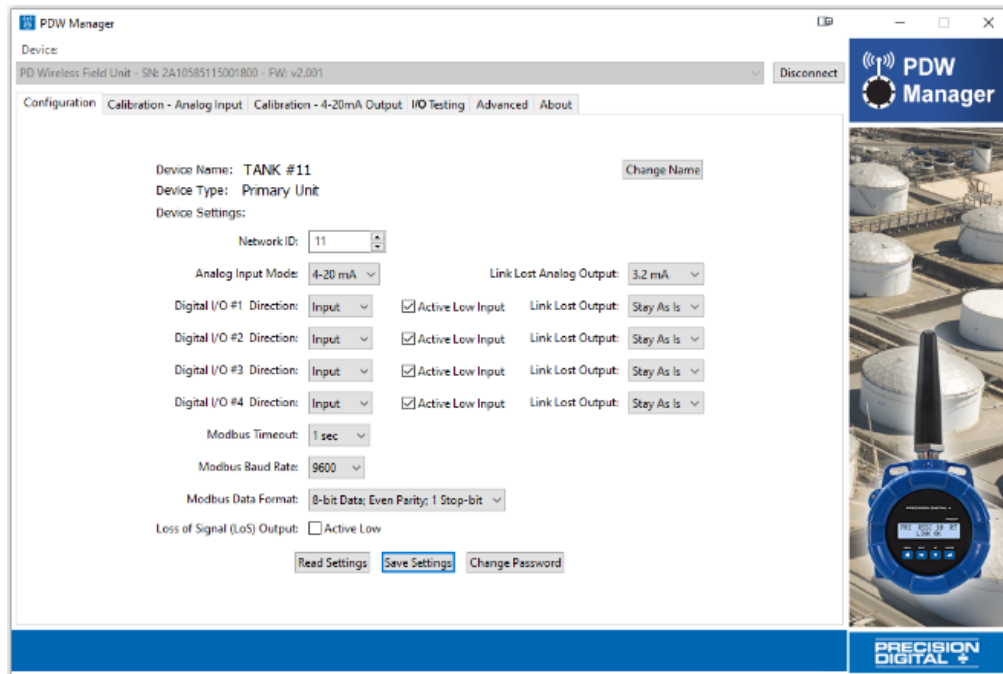 PDW Manager
Device:
PD Wireless Field Unit - SN: 2A10585115001800 - FW: v2.001
Disconnect
Configuration Calibration - Analog Input Calibration - 4-20mA Output I/O Testing Advanced About
Device Name: TANK #11
Change Name
Device Type: Primary Unit
Device Settings:
Network ID: 11
Analog Input Mode: 4-20 mA Link Lost Analog Output: 3.2 mA
Digital I/O #1 Direction: Input Active Low Input Link Lost Output: Stay As Is
Digital I/O #2 Direction: Input Active Low Input Link Lost Output: Stay As Is
Digital I/O #3 Direction: Input Active Low Input Link Lost Output: Stay As Is
Digital I/O #4 Direction: Input Active Low Input Link Lost Output: Stay As Is
Modbus Timeout: 1 sec
Modbus Baud Rate: 9600
Modbus Data Format: 8-bit Data; Even Parity; 1 Stop-bit
Loss of Signal (LoS) Output: Active Low
Read Settings Save Settings Change Password
PDW
Manager
PRECISION DIGITAL
LINK OK
PRECISION
DIGITAL